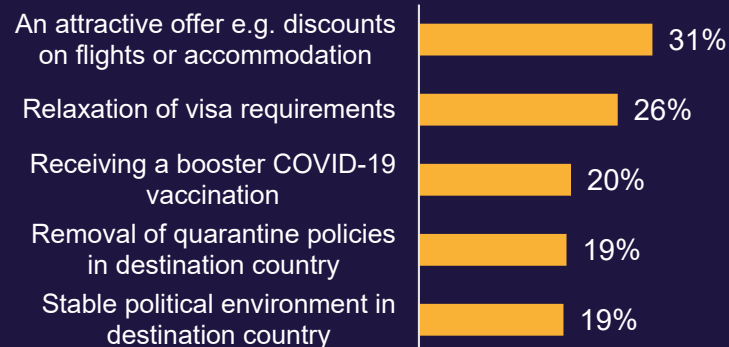 An attractive offer e.g. discounts
on flights or accommodation
31%
Relaxation of visa requirements
26%
Receiving a booster COVID-19
vaccination
20%
Removal of quarantine policies
in destination country
19%
Stable political environment in
destination country
19%